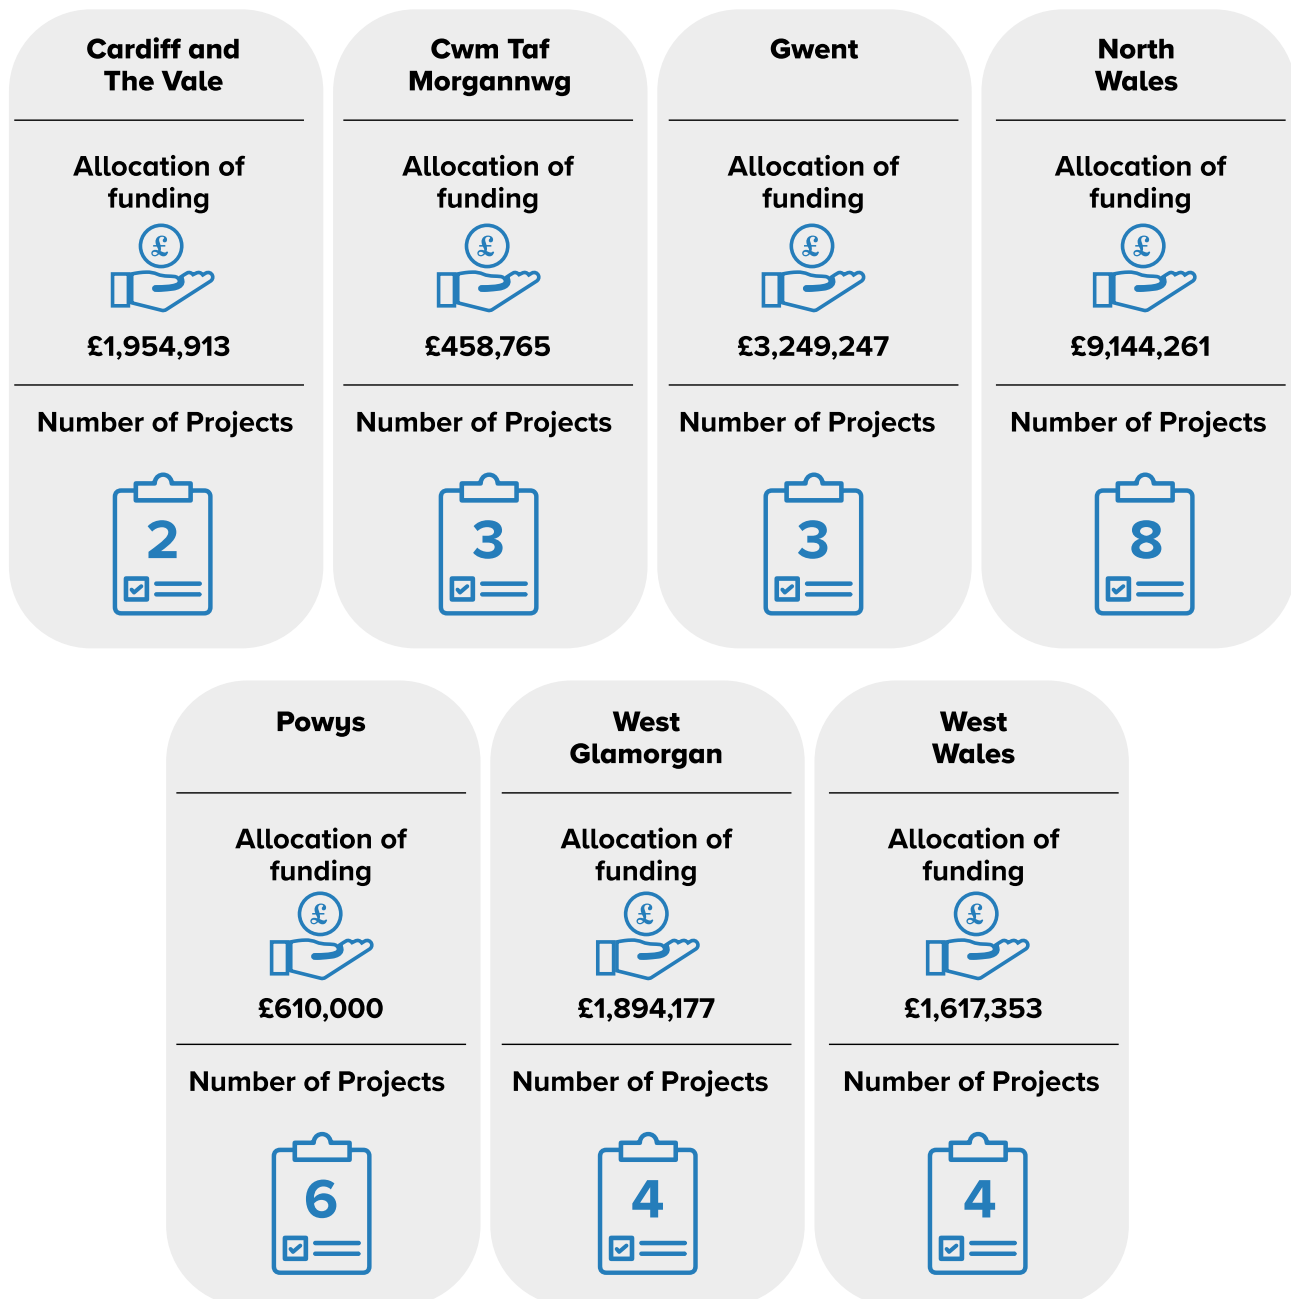 Cardiff and
The Vale
Allocation of
funding
£
£1,954,913
Number of Projects
2
Cwm Taf
Morgannwg
Allocation of
funding
£
£458,765
Number of Projects
3
Gwent
Allocation of
funding
£
£3,249,247
Number of Projects
3
North
Wales
Allocation of
funding
£
£9,144,261
Number of Projects
8
Powys
Allocation of
funding
£
£610,000
Number of Projects
6
West
Glamorgan
Allocation of
funding
£
£1,894,177
Number of Projects
4
West
Wales
Allocation of
funding
£
£1,617,353
Number of Projects
4